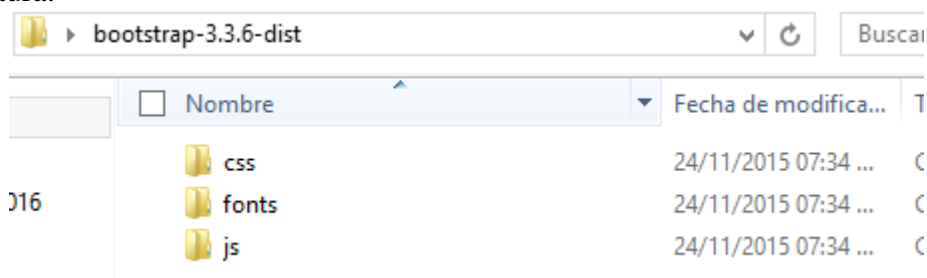 bootstrap-3.3.6-dist
Nombre Fecha de modifica...
css 24/11/2015 07:34 ...
016 fonts 24/11/2015 07:34 ...
js 24/11/2015 07:34 ...